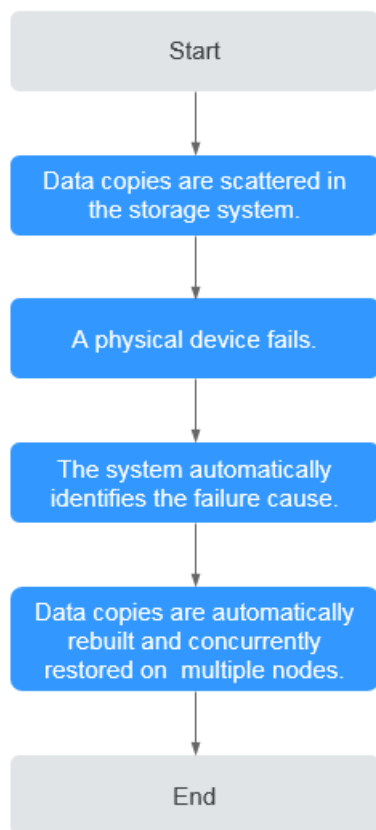 Start
Data copies are scattered in
the storage system.
A physical device fails.
The system automatically
identifies the failure cause.
Data copies are automatically
rebuilt and concurrently
restored on  multiple nodes.
End